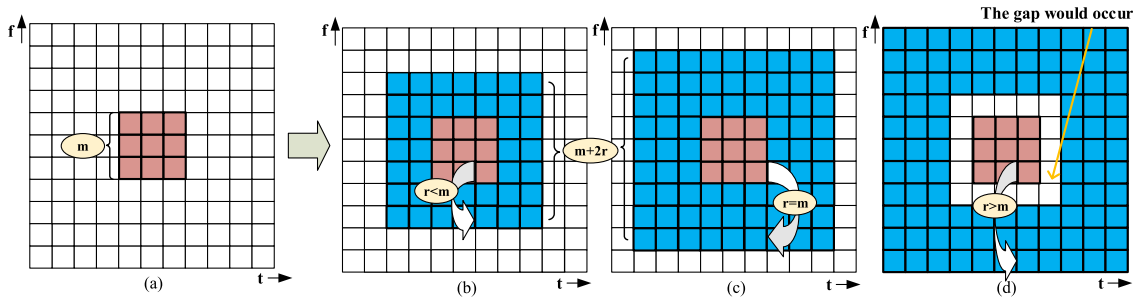 The gap would occur
f
m
t
(a)
f
r<m
t
(b)
m+2r
f
r=m
t
(c)
f
r>m
t
(d)